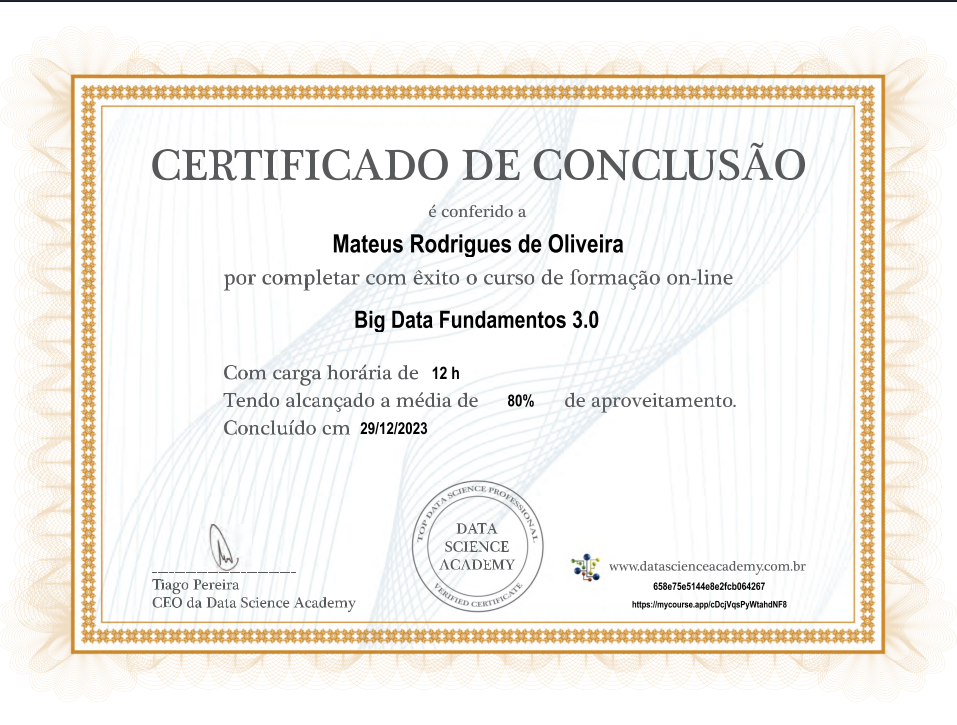 CERTIFICADO DE CONCLUSÃO
é conferido a
Mateus Rodrigues de Oliveira
por completar com êxito o curso de formação on-line
Big Data Fundamentos 3.0
Com carga horária de 12 h
Tendo alcançado a média de 80% de aproveitamento.
Concluído em 29/12/2023
TOP DATA SCIENCE PROFESSIONAL
DATA
SCIENCE
ACADEMY
VERIFIED CERTIFICATE
Tiago Pereira
CEO da Data Science Academy
www.datascienceacademy.com.br
658e75e5144e8e2fcb064267
https://mycourse.app/cDcjVqsPyWtahdNF8